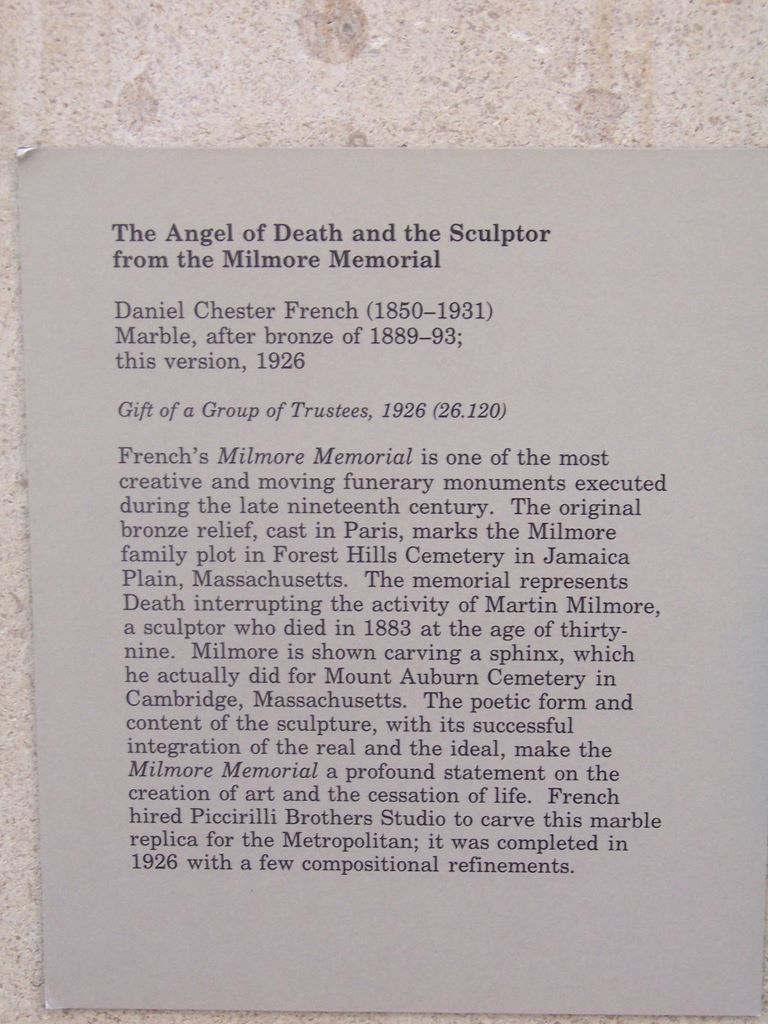 The Angel of Death and the Sculptor
from the Milmore Memorial
Daniel Chester French (1850–1931)
Marble, after bronze of 1889–93;
this version, 1926
Gift of a Group of Trustees, 1926 (26.120)
French's Milmore Memorial is one of the most
creative and moving funerary monuments executed
during the late nineteenth century. The original
bronze relief, cast in Paris, marks the Milmore
family plot in Forest Hills Cemetery in Jamaica
Plain, Massachusetts. The memorial represents
Death interrupting the activity of Martin Milmore,
a sculptor who died in 1883 at the age of thirty-
nine. Milmore is shown carving a sphinx, which
he actually did for Mount Auburn Cemetery in
Cambridge, Massachusetts. The poetic form and
content of the sculpture, with its successful
integration of the real and the ideal, make the
Milmore Memorial a profound statement on the
creation of art and the cessation of life. French
hired Piccirilli Brothers Studio to carve this marble
replica for the Metropolitan; it was completed in
1926 with a few compositional refinements.